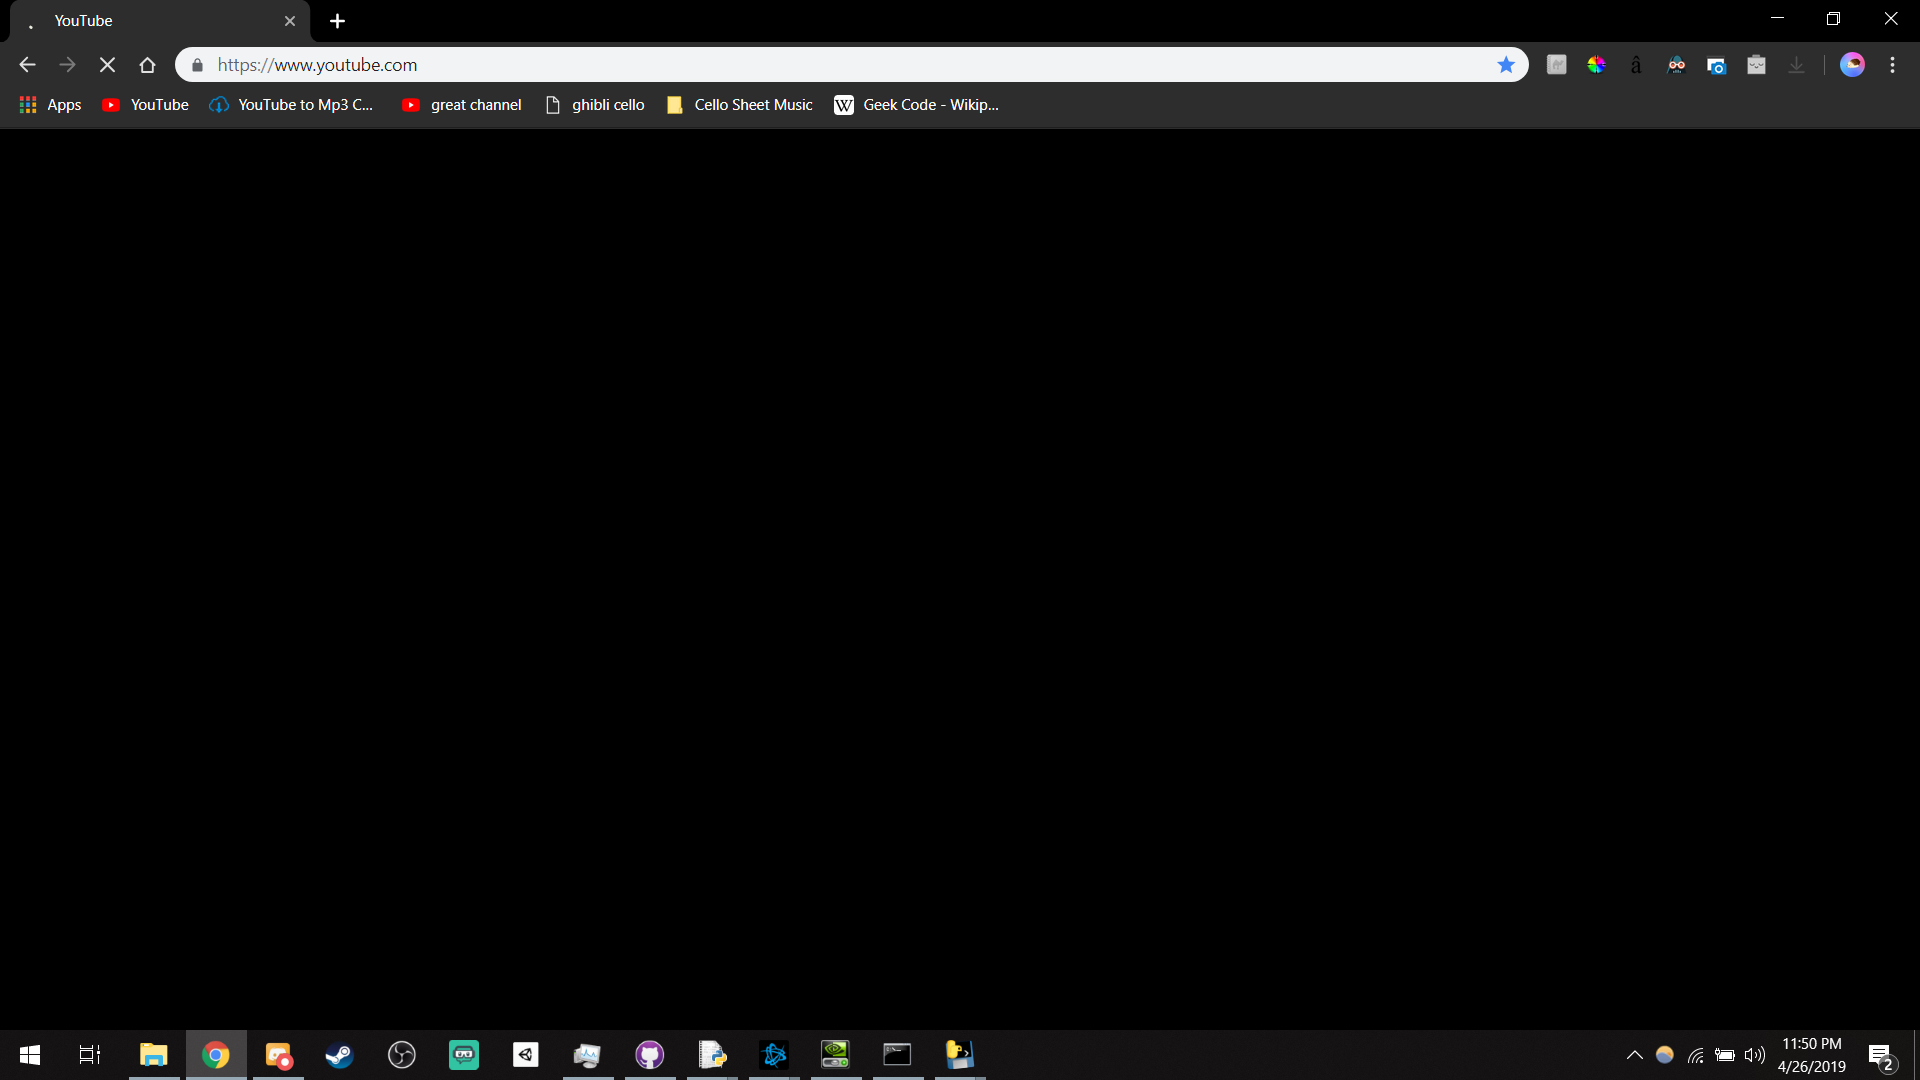 YouTube
https://www.youtube.com
â
Apps
YouTube
YouTube to Mp3 C...
great channel
ghibli cello
Cello Sheet Music
W
Geek Code - Wikip...
11:50 PM
4/26/2019
2